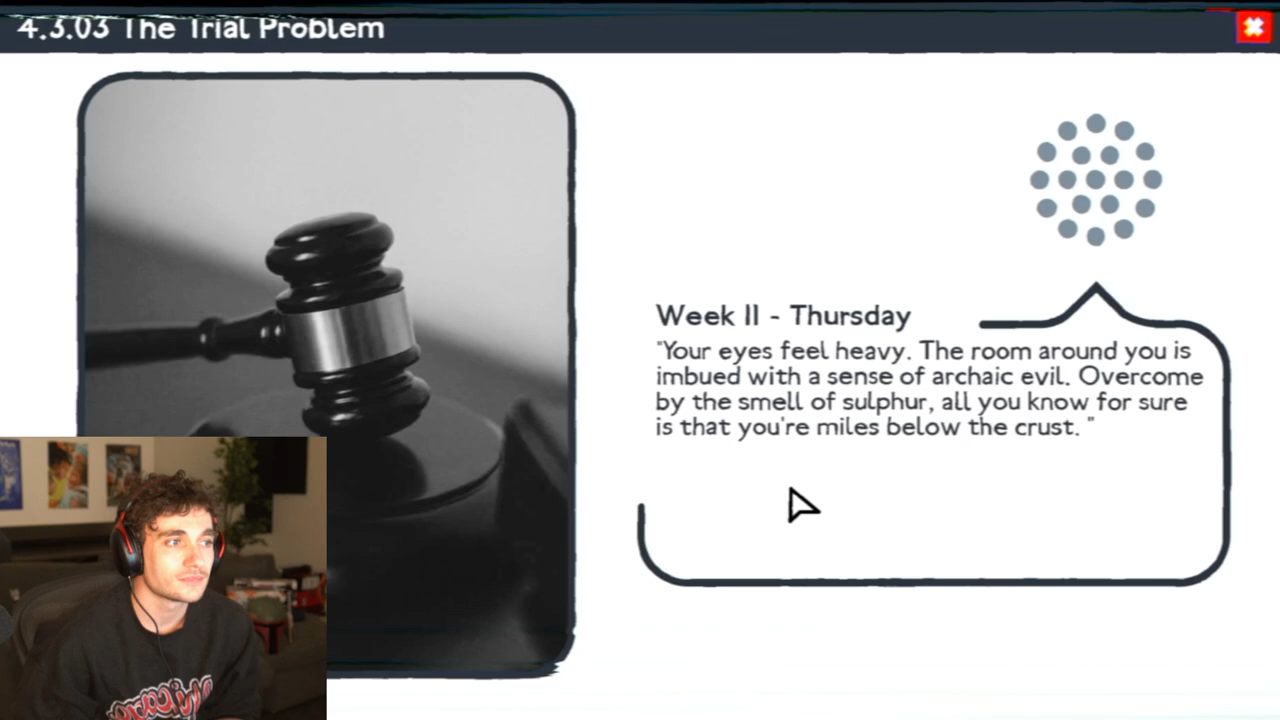 4.3.03 The Trial Problem
Week II - Thursday
"Your eyes feel heavy. The room around you is
imbued with a sense of archaic evil. Overcome
by the smell of sulphur, all you know for sure
is that you're miles below the crust. "